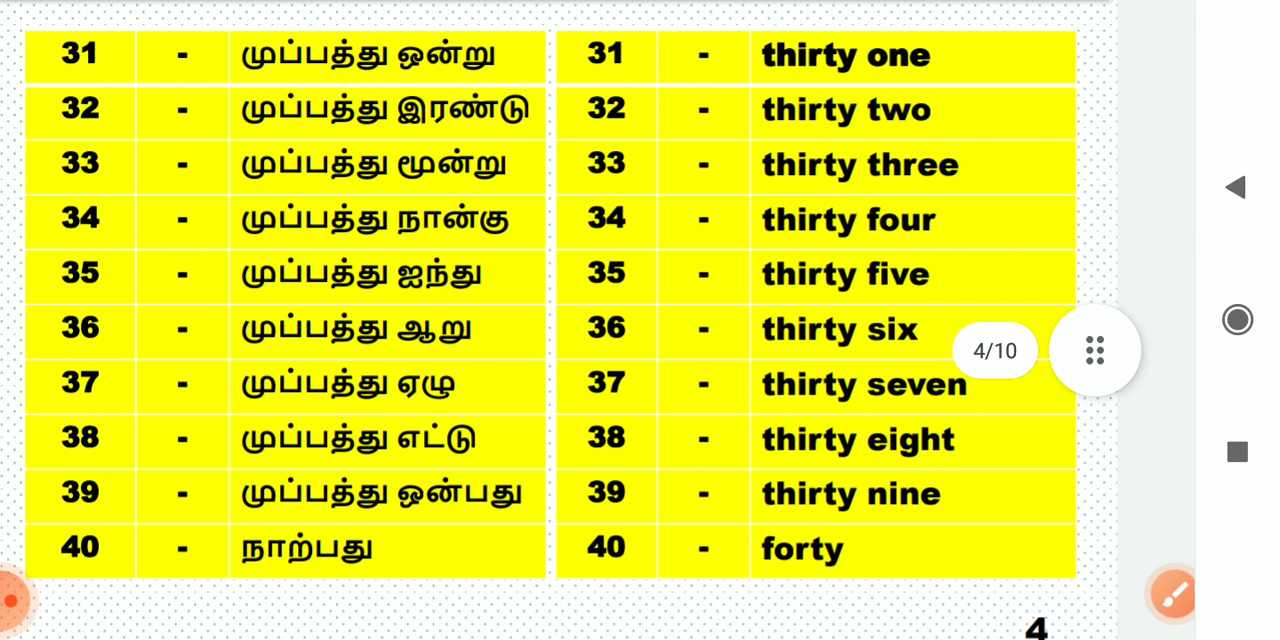 31 - முப்பத்து ஒன்று 31 - thirty one
32 - முப்பத்து இரண்டு 32 - thirty two
33 - முப்பத்து மூன்று 33 - thirty three
34 - முப்பத்து நான்கு 34 - thirty four
35 - முப்பத்து ஐந்து 35 - thirty five
36 - முப்பத்து ஆறு 36 - thirty six
4/10
37 - முப்பத்து ஏழு 37 - thirty seven
38 - முப்பத்து எட்டு 38 - thirty eight
39 - முப்பத்து ஒன்பது 39 - thirty nine
40 - நாற்பது 40 - forty
4